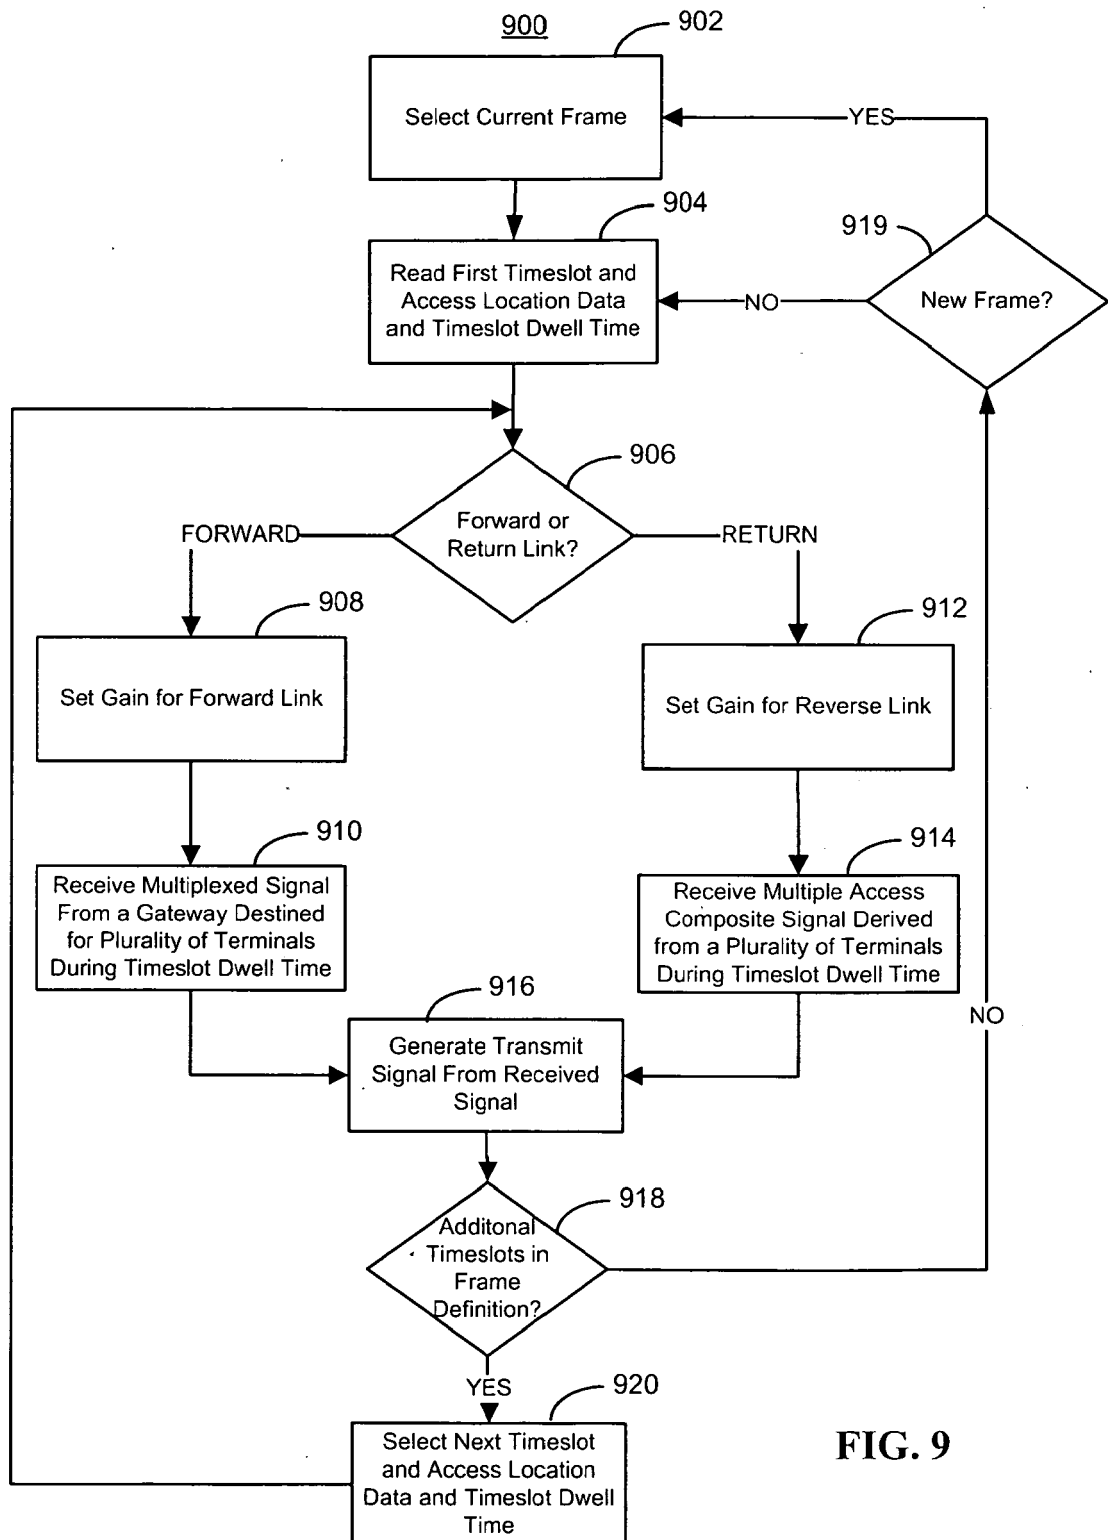 900
902
Select Current Frame
YES
904
919
Read First Timeslot and
Access Location Data
and Timeslot Dwell Time
NO
New Frame?
906
Forward or
Return Link?
FORWARD
RETURN
908
912
Set Gain for Forward Link
Set Gain for Reverse Link
910
914
Receive Multiplexed Signal
From a Gateway Destined
for Plurality of Terminals
During Timeslot Dwell Time
Receive Multiple Access
Composite Signal Derived
from a Plurality of Terminals
During Timeslot Dwell Time
916
NO
Generate Transmit
Signal From Received
Signal
918
Additonal
Timeslots in
Frame
Definition?
YES
920
Select Next Timeslot
and Access Location
Data and Timeslot Dwell
Time
FIG. 9